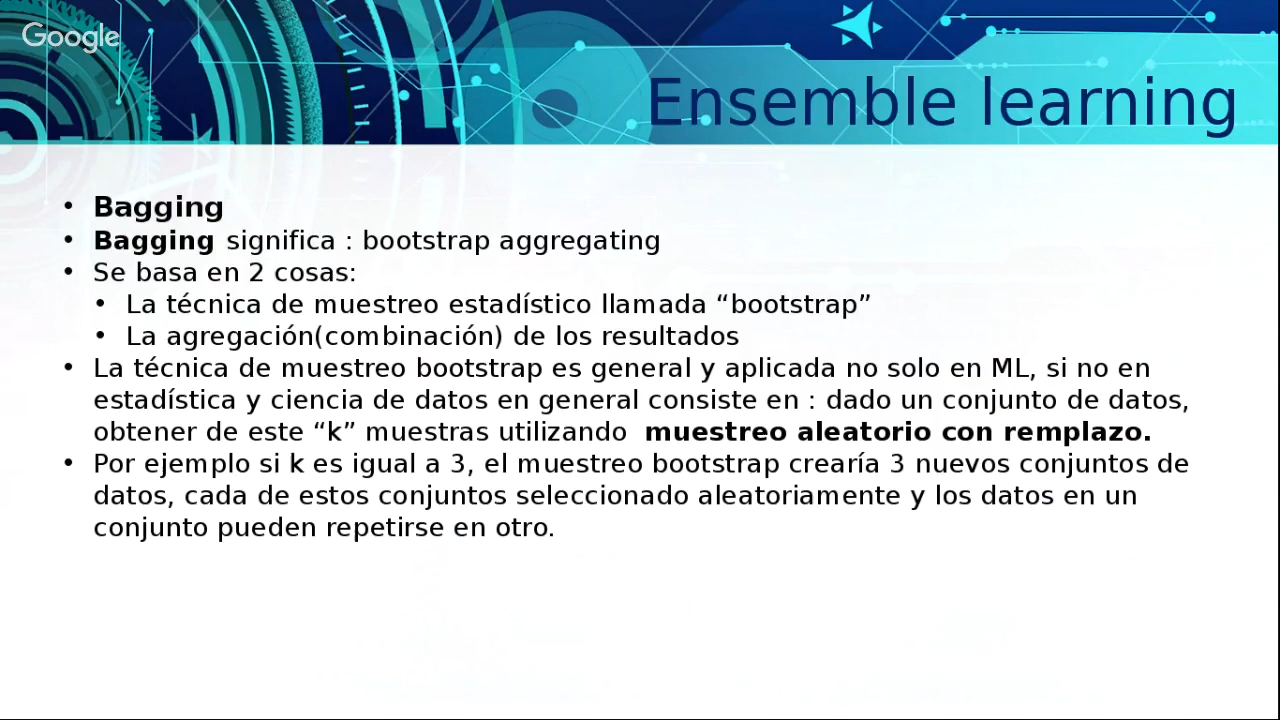 Google
Ensemble learning
• Bagging
• Bagging significa : bootstrap aggregating
• Se basa en 2 cosas:
• La técnica de muestreo estadístico llamada “bootstrap”
• La agregación(combinación) de los resultados
• La técnica de muestreo bootstrap es general y aplicada no solo en ML, si no en
estadística y ciencia de datos en general consiste en : dado un conjunto de datos,
obtener de este “k” muestras utilizando  muestreo aleatorio con remplazo.
• Por ejemplo si k es igual a 3, el muestreo bootstrap crearía 3 nuevos conjuntos de
datos, cada de estos conjuntos seleccionado aleatoriamente y los datos en un
conjunto pueden repetirse en otro.